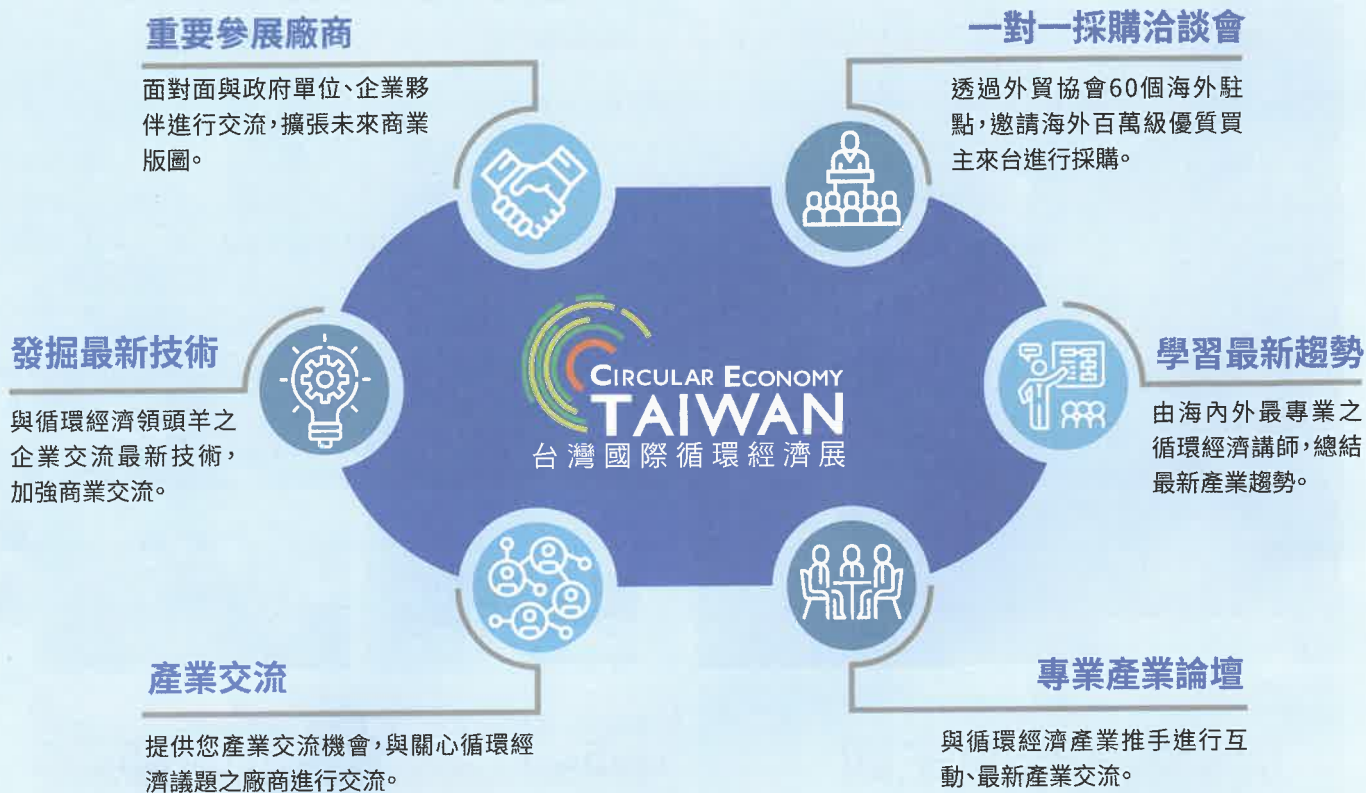 重要參展廠商
面對面與政府單位、企業夥
伴進行交流，擴張未來商業
版圖。
一對一採購洽談會
透過外貿協會60個海外駐
點，邀請海外百萬級優質買
主來台進行採購。
發掘最新技術
與循環經濟領頭羊之
企業交流最新技術，
加強商業交流。
CIRCULAR ECONOMY
TAIWAN
台灣國際循環經濟展
學習最新趨勢
由海內外最專業之
循環經濟講師，總結
最新產業趨勢。
產業交流
提供您產業交流機會，與關心循環經
濟議題之廠商進行交流。
專業產業論壇
與循環經濟產業推手進行互
動、最新產業交流。